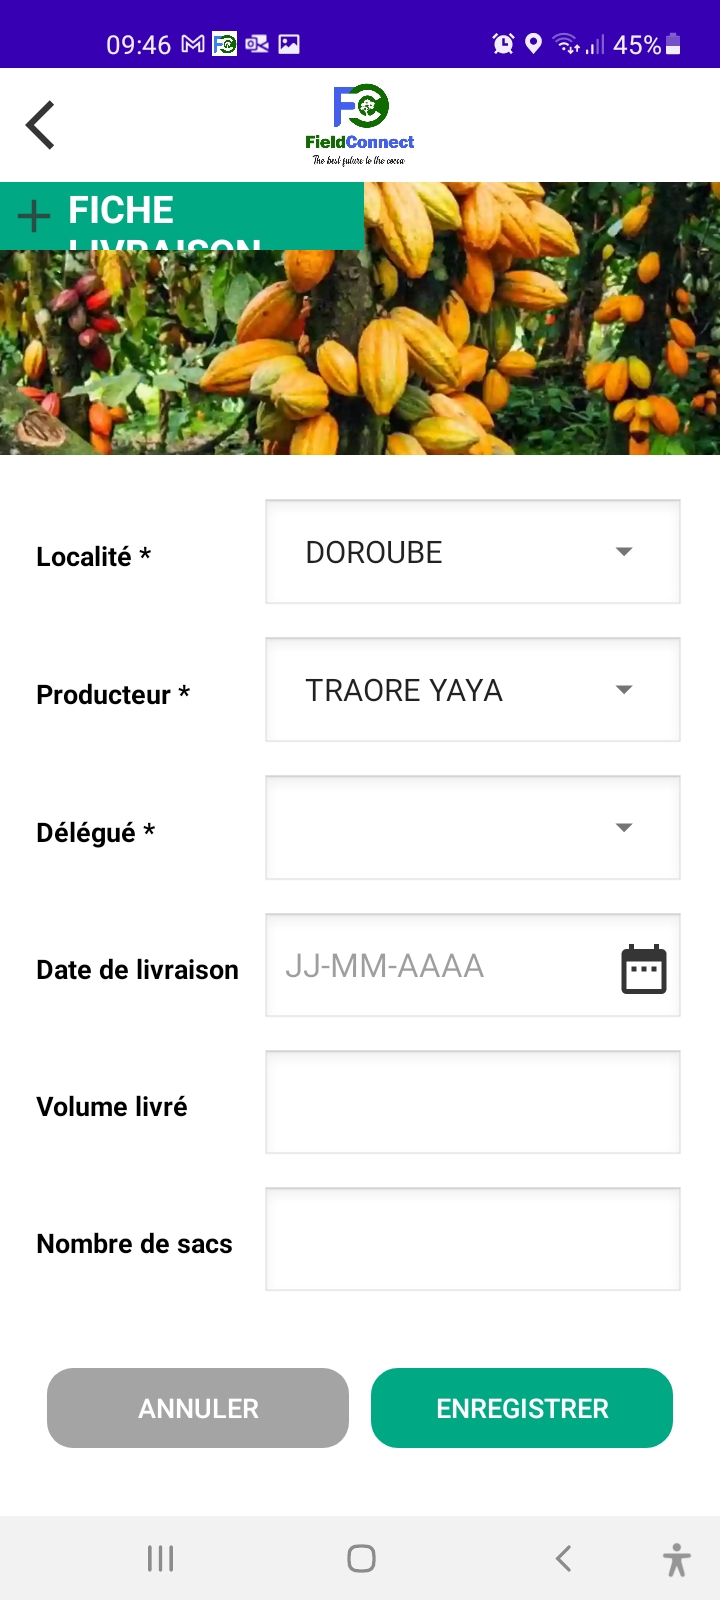 09:46
45%
FC
FieldConnect
The best future to the cocoa
FICHE
LIVRAISON
Localité *
DOROUBE
Producteur *
TRAORE YAYA
Délégué *
Date de livraison
JJ-MM-AAAA
Volume livré
Nombre de sacs
ANNULER
ENREGISTRER